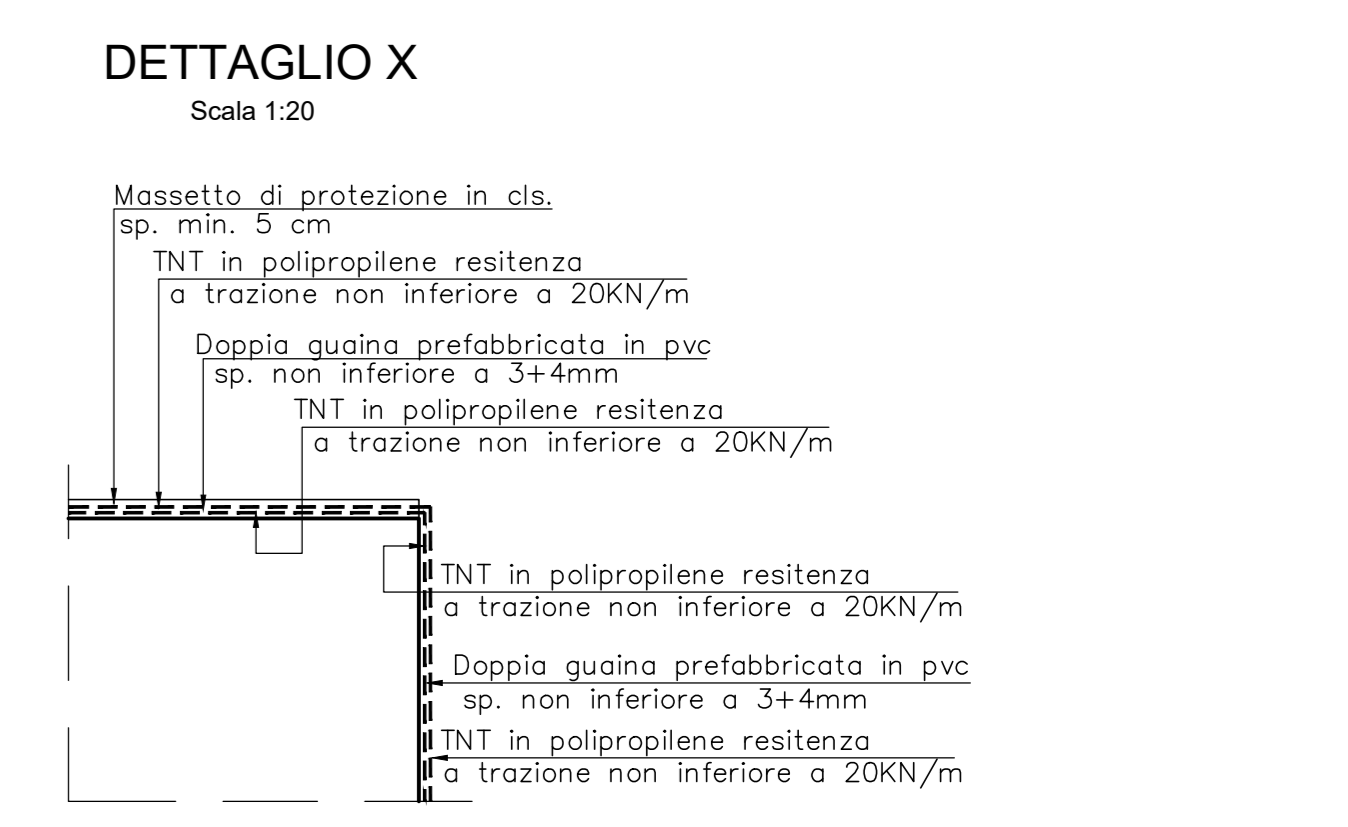 DETTAGLIO X
Scala 1:20
Massetto di protezione in cls.
sp. min. 5 cm
TNT in polipropilene resitenza
a trazione non inferiore a 20KN/m
Doppia guaina prefabbricata in pvc
sp. non inferiore a 3+4mm
TNT in polipropilene resitenza
a trazione non inferiore a 20KN/m
TNT in polipropilene resitenza
a trazione non inferiore a 20KN/m
Doppia guaina prefabbricata in pvc
sp. non inferiore a 3+4mm
TNT in polipropilene resitenza
a trazione non inferiore a 20KN/m